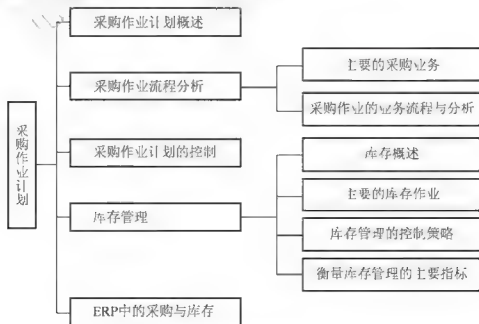 采购作业计划
采购作业计划概述
采购作业流程分析
主要的采购业务
采购作业的业务流程与分析
采购作业计划的控制
库存管理
库存概述
主要的库存作业
库存管理的控制策略
衡量库存管理的主要指标
ERP中的采购与库存